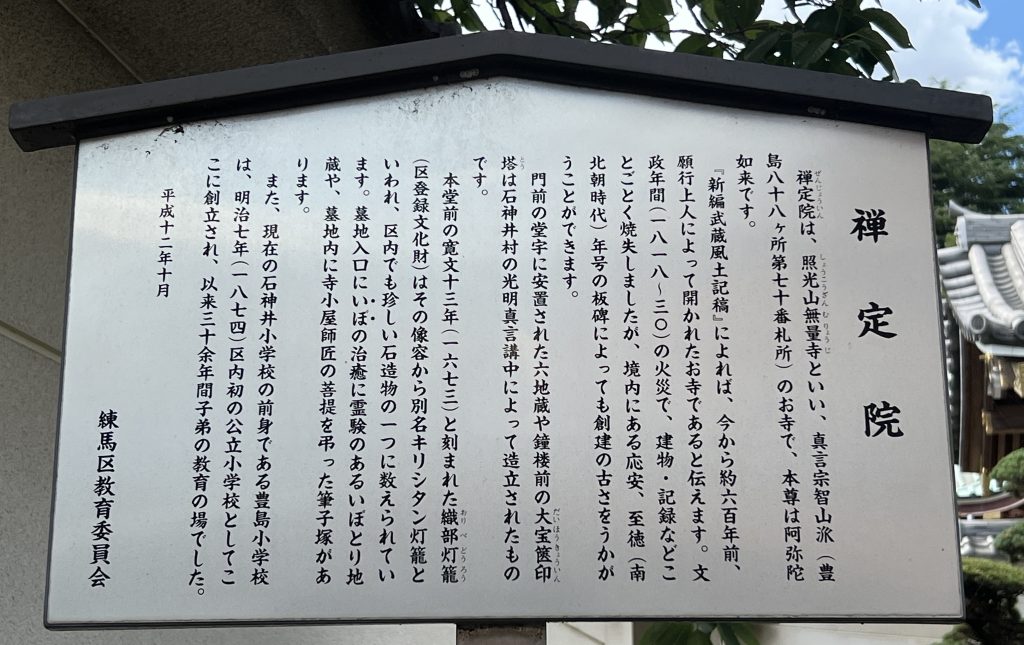 禅定院
禅定院は、照光山無量寺といい、真言宗智山派（豊
島八十八ヶ所第七十番札所）のお寺で、本尊は阿弥陀
如来です。
『新編武蔵風土記稿』によれば、今から約六百年前、
願行上人によって開かれたお寺であると伝えます。文
政年間（一八一八～三〇）の火災で、建物・記録などこ
とごとく焼失しましたが、境内にある応安、至徳（南
北朝時代）年号の板碑によっても創建の古さをうかが
うことができます。
門前の堂宇に安置された六地蔵や鐘楼前の大宝篋印
塔は石神井村の光明真言講中によって造立されたもの
です。
本堂前の寛文十三年（一六七三）と刻まれた織部灯籠
（区登録文化財）はその像容から別名キリシタン灯籠と
いわれ、区内でも珍しい石造物の一つに数えられてい
ます。墓地入口にいぼの治癒に霊験のあるいぼとり地
蔵や、墓地内に寺小屋師匠の菩提を弔った筆子塚があ
ります。
また、現在の石神井小学校の前身である豊島小学校
は、明治七年（一八七四）区内初の公立小学校としてこ
こに創立され、以来三十余年間子弟の教育の場でした。
平成十二年十月
練馬区教育委員会